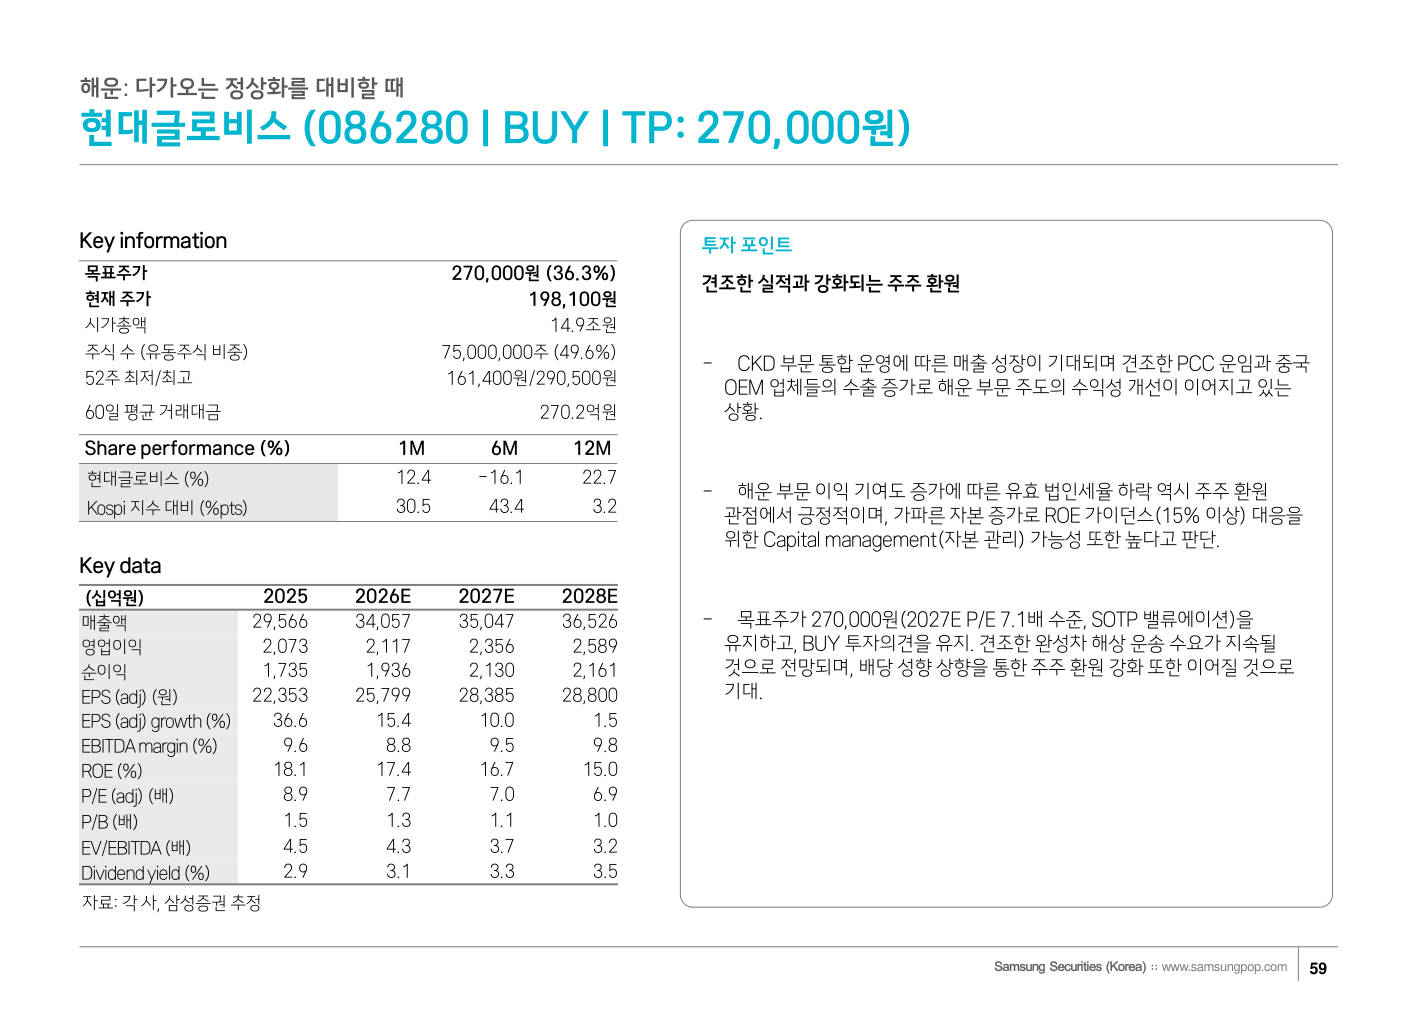 해운: 다가오는 정상화를 대비할 때
현대글로비스 (086280 | BUY | TP: 270,000원)
Key information
목표주가 270,000원 (36.3%)
현재 주가 198,100원
시가총액 14.9조원
주식 수 (유동주식 비중) 75,000,000주 (49.6%)
52주 최저/최고 161,400원/290,500원
60일 평균 거래대금 270.2억원
Share performance (%) 1M 6M 12M
현대글로비스 (%) 12.4 -16.1 22.7
Kospi 지수 대비 (%pts) 30.5 43.4 3.2
Key data
(십억원) 2025 2026E 2027E 2028E
매출액 29,566 34,057 35,047 36,526
영업이익 2,073 2,117 2,356 2,589
순이익 1,735 1,936 2,130 2,161
EPS (adj) (원) 22,353 25,799 28,385 28,800
EPS (adj) growth (%) 36.6 15.4 10.0 1.5
EBITDA margin (%) 9.6 8.8 9.5 9.8
ROE (%) 18.1 17.4 16.7 15.0
P/E (adj) (배) 8.9 7.7 7.0 6.9
P/B (배) 1.5 1.3 1.1 1.0
EV/EBITDA (배) 4.5 4.3 3.7 3.2
Dividend yield (%) 2.9 3.1 3.3 3.5
자료: 각 사, 삼성증권 추정
투자 포인트
견조한 실적과 강화되는 주주 환원
- CKD 부문 통합 운영에 따른 매출 성장이 기대되며 견조한 PCC 운임과 중국
OEM 업체들의 수출 증가로 해운 부문 주도의 수익성 개선이 이어지고 있는
상황.
- 해운 부문 이익 기여도 증가에 따른 유효 법인세율 하락 역시 주주 환원
관점에서 긍정적이며, 가파른 자본 증가로 ROE 가이던스(15% 이상) 대응을
위한 Capital management(자본 관리) 가능성 또한 높다고 판단.
- 목표주가 270,000원(2027E P/E 7.1배 수준, SOTP 밸류에이션)을
유지하고, BUY 투자의견을 유지. 견조한 완성차 해상 운송 수요가 지속될
것으로 전망되며, 배당 성향 상향을 통한 주주 환원 강화 또한 이어질 것으로
기대.
Samsung Securities (Korea) :: www.samsungpop.com 59